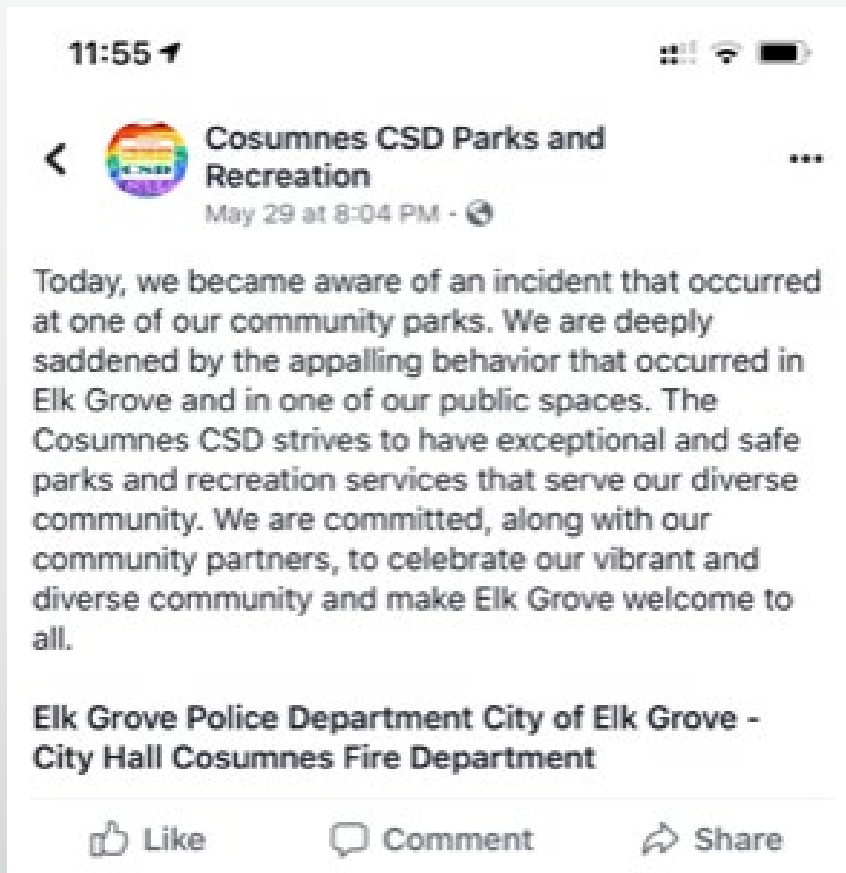 11:55
Cosumnes CSD Parks and
Recreation
May 29 at 8:04 PM ·
CSD
Today, we became aware of an incident that occurred
at one of our community parks. We are deeply
saddened by the appalling behavior that occurred in
Elk Grove and in one of our public spaces. The
Cosumnes CSD strives to have exceptional and safe
parks and recreation services that serve our diverse
community. We are committed, along with our
community partners, to celebrate our vibrant and
diverse community and make Elk Grove welcome to
all.
Elk Grove Police Department City of Elk Grove -
City Hall Cosumnes Fire Department
Like Comment Share